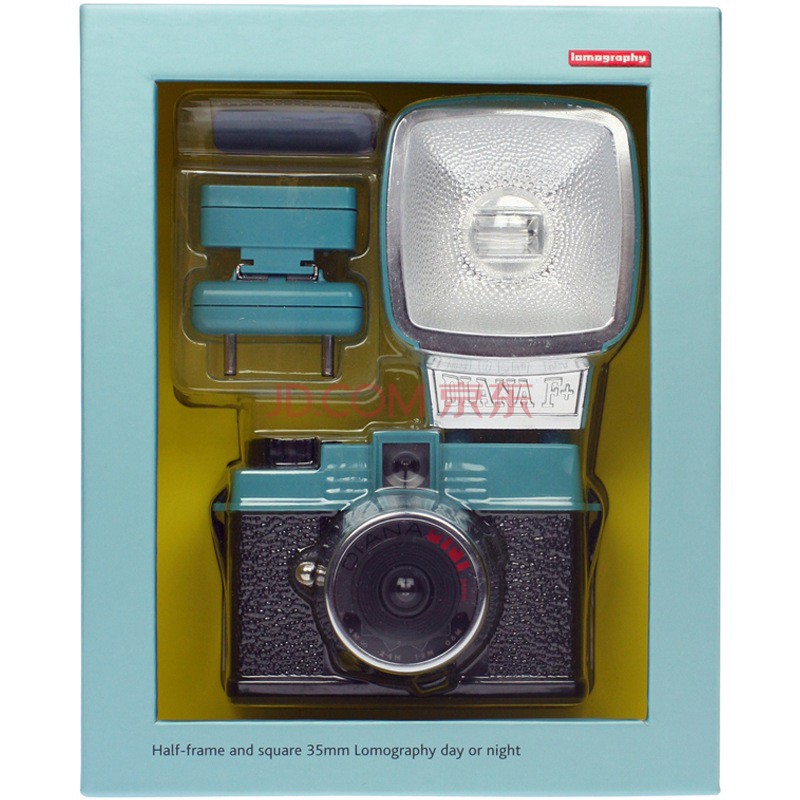 lomography
DIANA F+
JD.COM 京东
DIANA MINI
Half-frame and square 35mm Lomography day or night